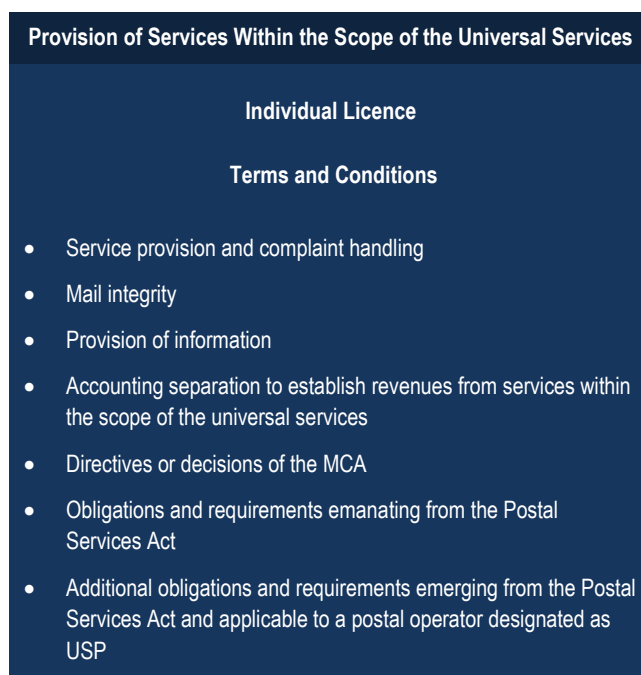 Provision of Services Within the Scope of the Universal Services
Individual Licence
Terms and Conditions
• Service provision and complaint handling
• Mail integrity
• Provision of information
• Accounting separation to establish revenues from services within
the scope of the universal services
• Directives or decisions of the MCA
• Obligations and requirements emanating from the Postal
Services Act
• Additional obligations and requirements emerging from the Postal
Services Act and applicable to a postal operator designated as
USP